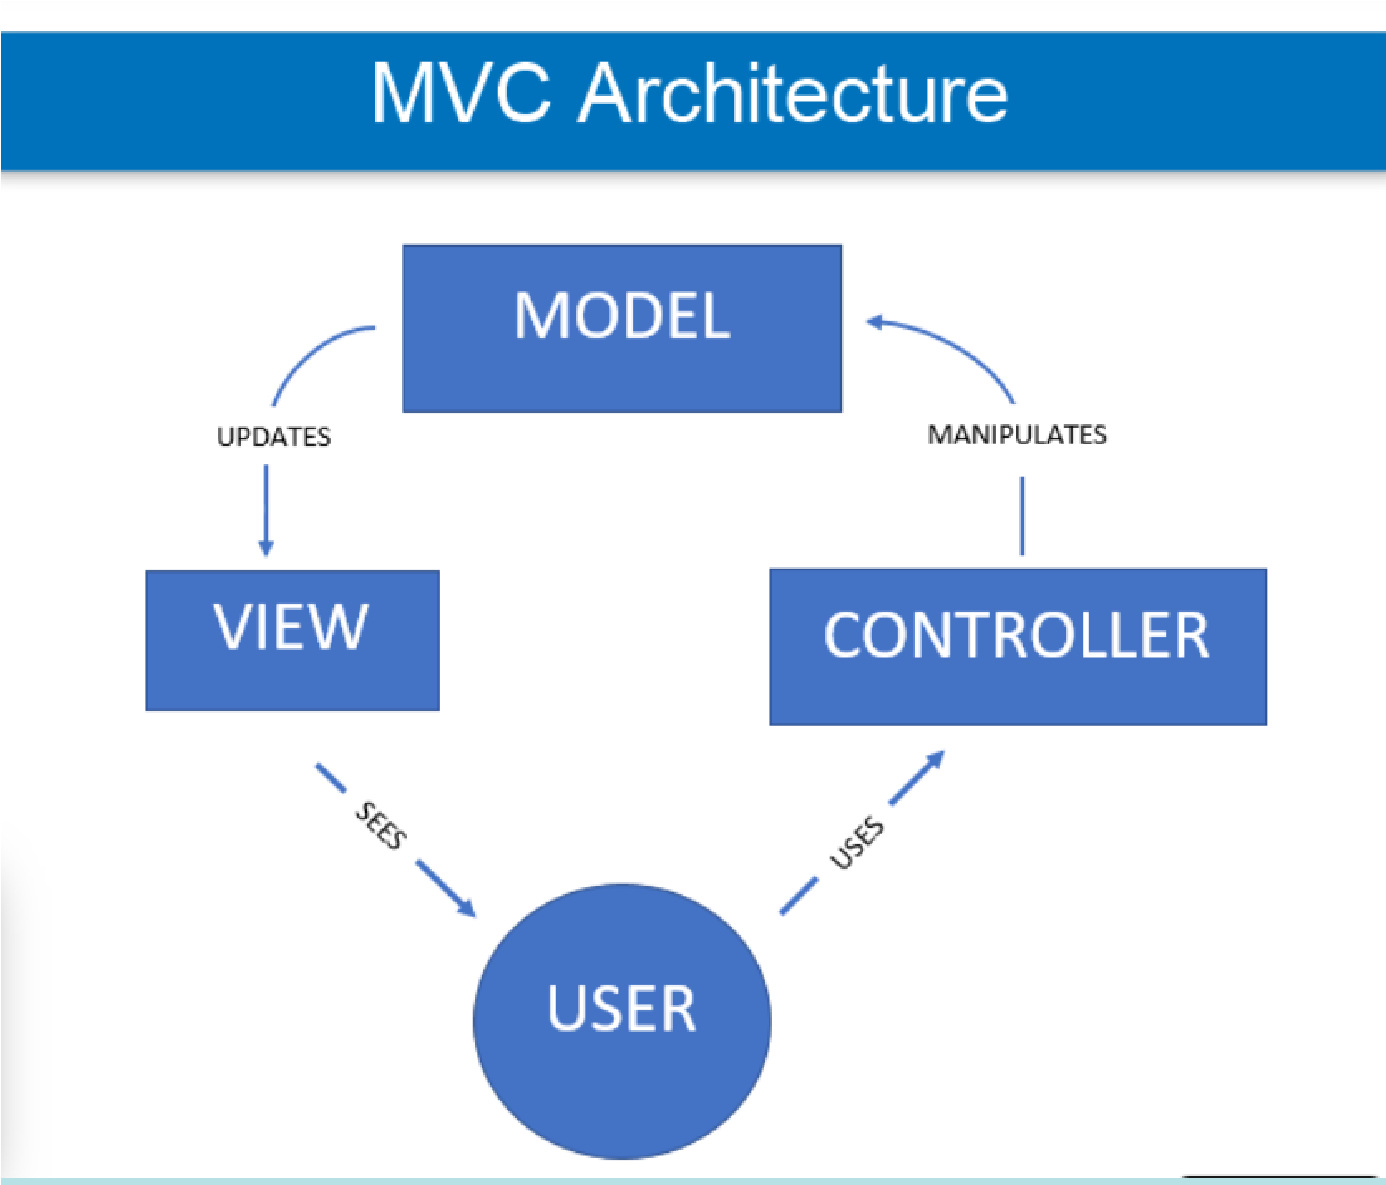 MVC Architecture
MODEL
UPDATES
MANIPULATES
VIEW
CONTROLLER
SEES
USES
USER